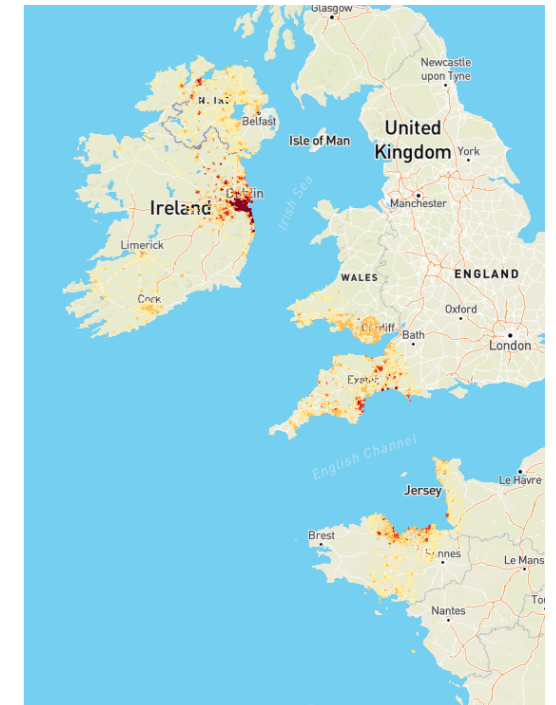 Glasgow
Newcastle
upon Tyne
Belfast
Isle of Man
United
Kingdom
York
Irish Sea
Manchester
Ireland
Limerick
WALES
ENGLAND
Cork
Oxford
Cardiff
Bath
London
English Channel
Le Havre
Jersey
Brest
Le Mans
Nantes